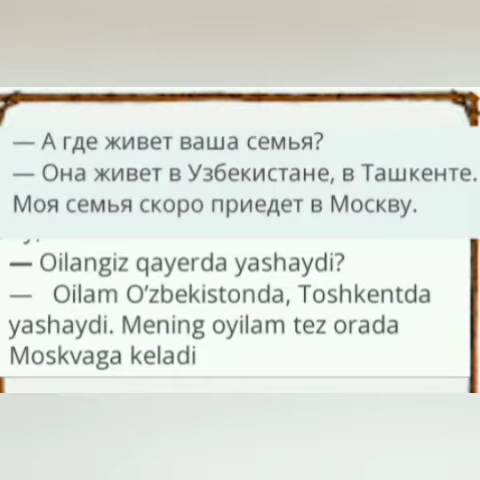 — А где живет ваша семья?
— Она живет в Узбекистане, в Ташкенте.
Моя семья скоро приедет в Москву.
— Oilangiz qayerda yashaydi?
— Oilam O'zbekistonda, Toshkentda
yashaydi. Mening oyilam tez orada
Moskvaga keladi